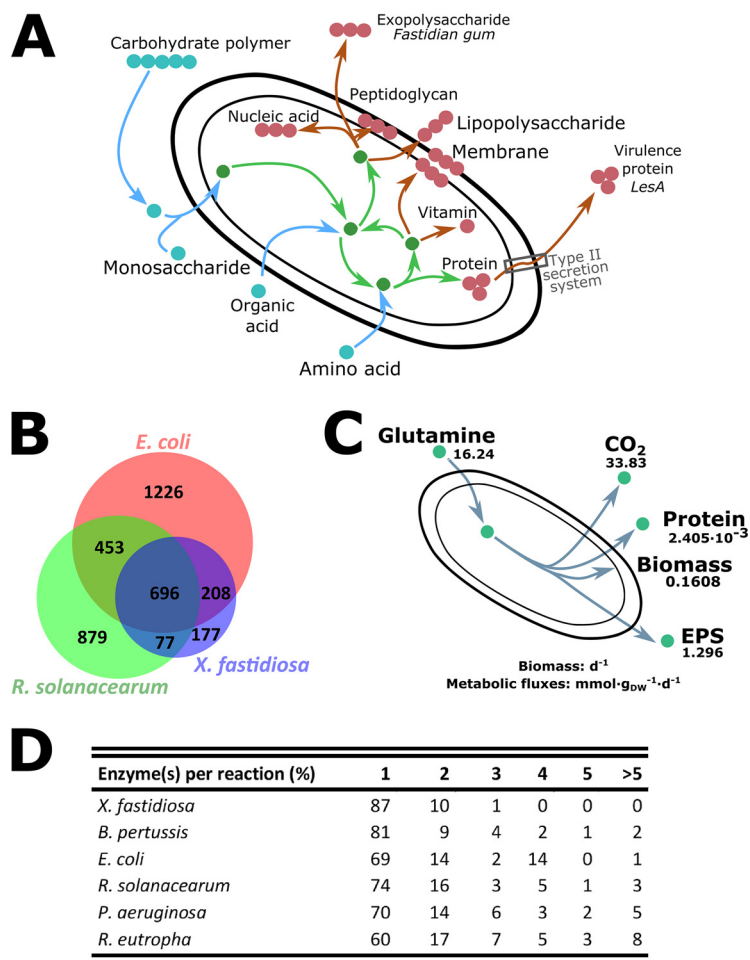 A
Carbohydrate polymer
Exopolysaccharide
Fastidian gum
Peptidoglycan
Nucleic acid
Lipopolysaccharide
Membrane
Virulence
protein
LesA
Vitamin
Protein
Type II
secretion
system
Monosaccharide
Organic
acid
Amino acid
B
E. coli
1226
453
696
208
879
77
177
X. fastidiosa
R. solanacearum
C
Glutamine
16.24
CO₂
33.83
Protein
2.405·10⁻³
Biomass
0.1608
EPS
1.296
Biomass: d⁻¹
Metabolic fluxes: mmol·g_DW⁻¹·d⁻¹
D
Enzyme(s) per reaction (%) 1 2 3 4 5 >5
X. fastidiosa 87 10 1 0 0 0
B. pertussis 81 9 4 2 1 2
E. coli 69 14 2 14 0 1
R. solanacearum 74 16 3 5 1 3
P. aeruginosa 70 14 6 3 2 5
R. eutropha 60 17 7 5 3 8